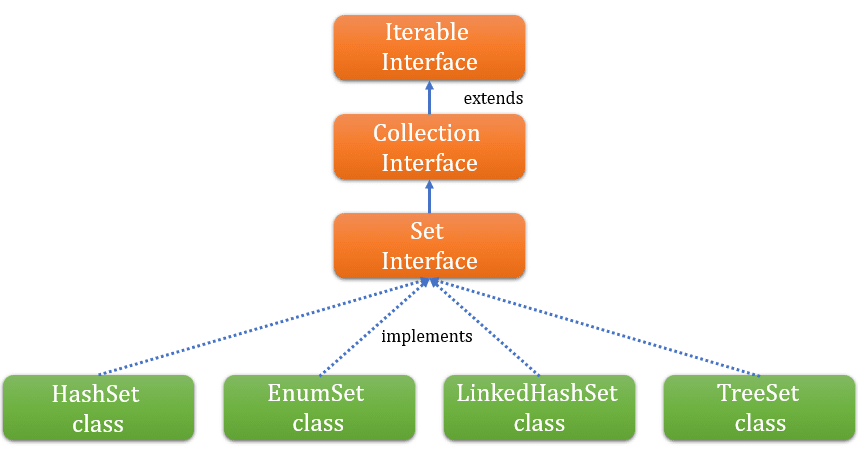 Iterable
Interface
extends
Collection
Interface
Set
Interface
implements
HashSet
class
EnumSet
class
LinkedHashSet
class
TreeSet
class